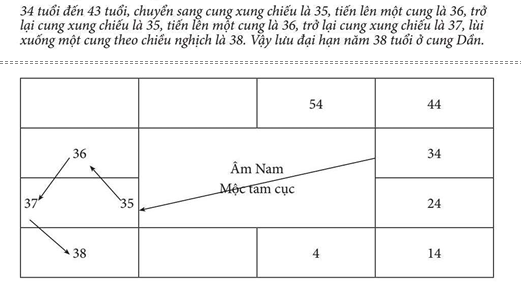 34 tuổi đến 43 tuổi, chuyển sang cung xung chiếu là 35, tiến lên một cung là 36, trở
lại cung xung chiếu là 35, tiến lên một cung là 36, trở lại cung xung chiếu là 37, lùi
xuống một cung theo chiều nghịch là 38. Vậy lưu đại hạn năm 38 tuổi ở cung Dần.
54 44
36 34
Âm Nam
Mộc tam cục
37 35 24
38 4 14